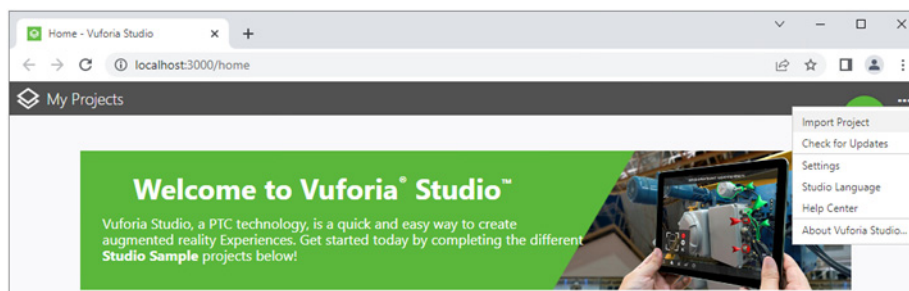 Home - Vuforia Studio
localhost:3000/home
My Projects
Import Project
Check for Updates
Settings
Studio Language
Help Center
About Vuforia Studio...
Welcome to Vuforia® Studio™
Vuforia Studio, a PTC technology, is a quick and easy way to create
augmented reality Experiences. Get started today by completing the different
Studio Sample projects below!